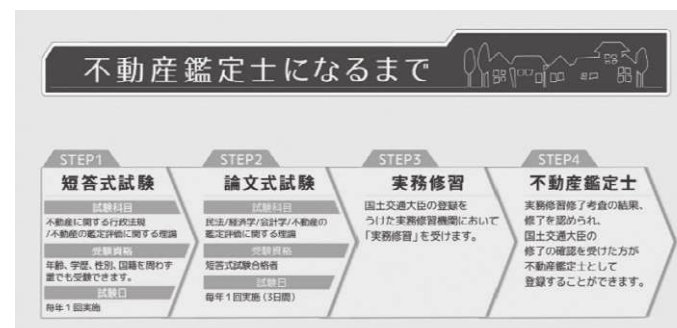 不動産鑑定士になるまで
STEP1
短答式試験
試験科目
不動産に関する行政法規
/不動産の鑑定評価に関する理論
受験資格
年齢、学歴、性別、国籍を問わず
誰でも受験できます。
試験日
毎年1回実施
STEP2
論文式試験
試験科目
民法/経済学/会計学/不動産の
鑑定評価に関する理論
受験資格
短答式試験合格者
試験日
毎年1回実施(3日間)
STEP3
実務修習
国土交通大臣の登録を
うけた実務修習機関において
「実務修習」を受けます。
STEP4
不動産鑑定士
実務修習修了考査の結果、
修了を認められ、
国土交通大臣の
修了の確認を受けた方が
不動産鑑定士として
登録することができます。